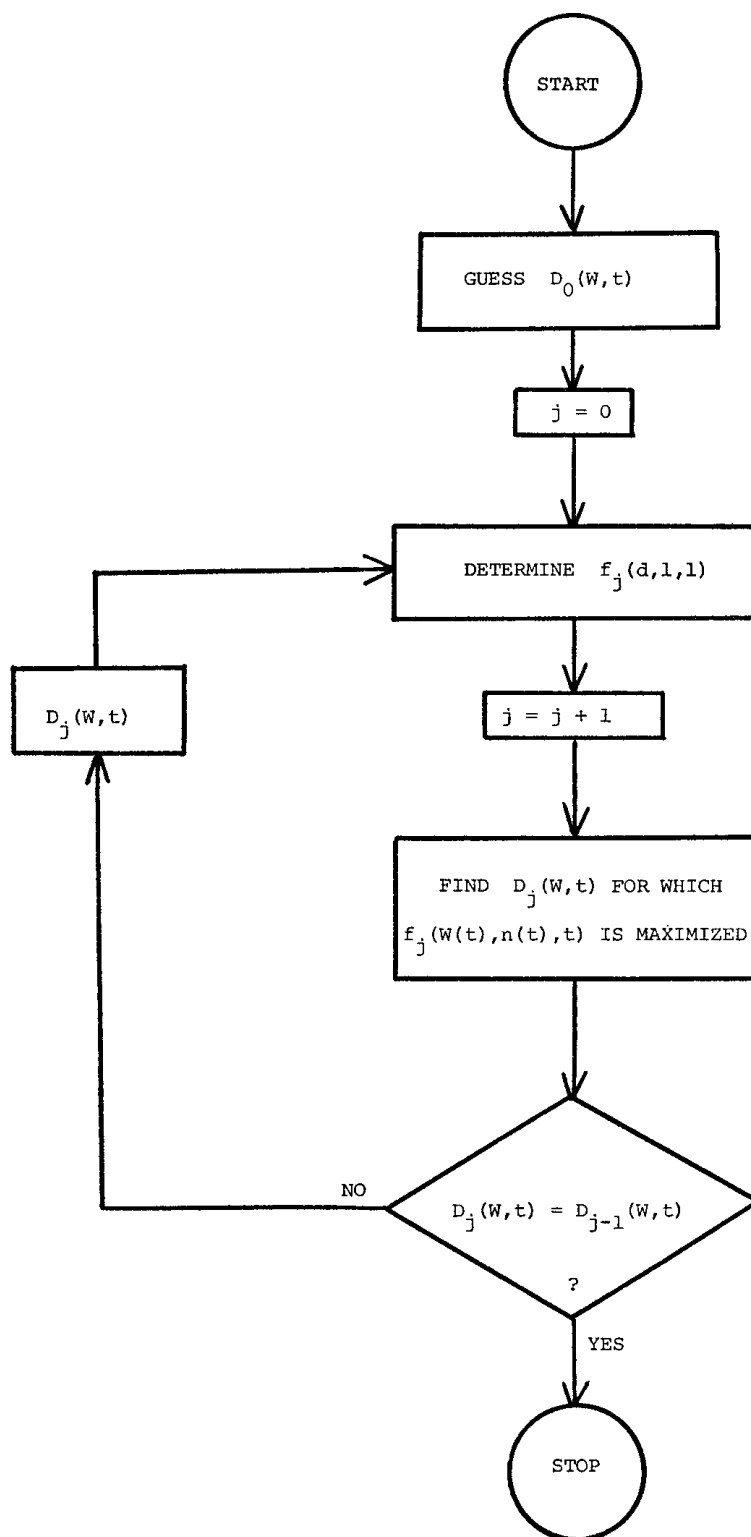 START
GUESS D₀(W,t)
j = 0
DETERMINE fⱼ(d,1,1)
j = j + 1
Dⱼ(W,t)
FIND Dⱼ(W,t) FOR WHICH
fⱼ(W(t),n(t),t) IS MAXIMIZED
NO
Dⱼ(W,t) = Dⱼ₋₁(W,t)
?
YES
STOP